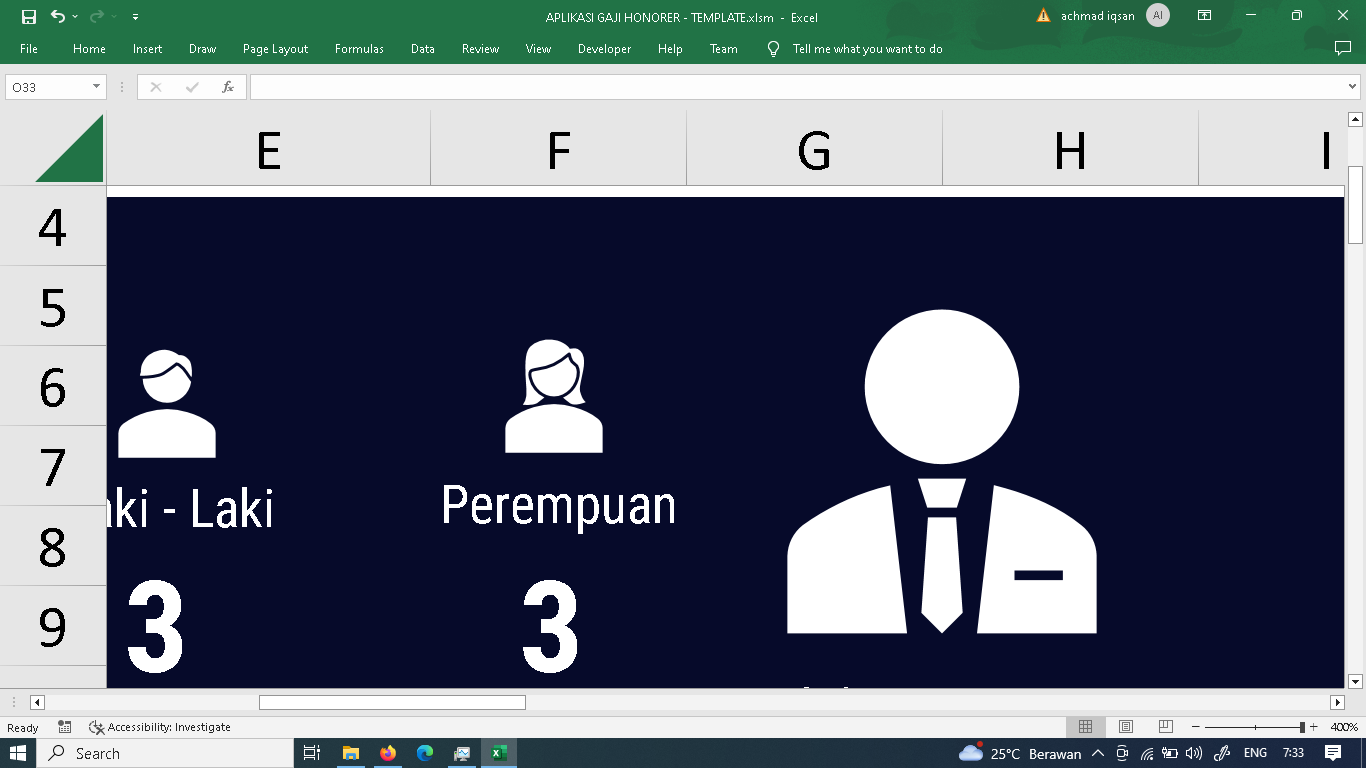 APLIKASI GAJI HONORER - TEMPLATE.xlsm - Excel
achmad iqsan
AI
File Home Insert Draw Page Layout Formulas Data Review View Developer Help Team Tell me what you want to do
O33
fx
E F G H I
4
5
6
7
aki - Laki
Perempuan
8
9
3
3
Ready
Accessibility: Investigate
400%
Search
25°C Berawan
ENG
7:33